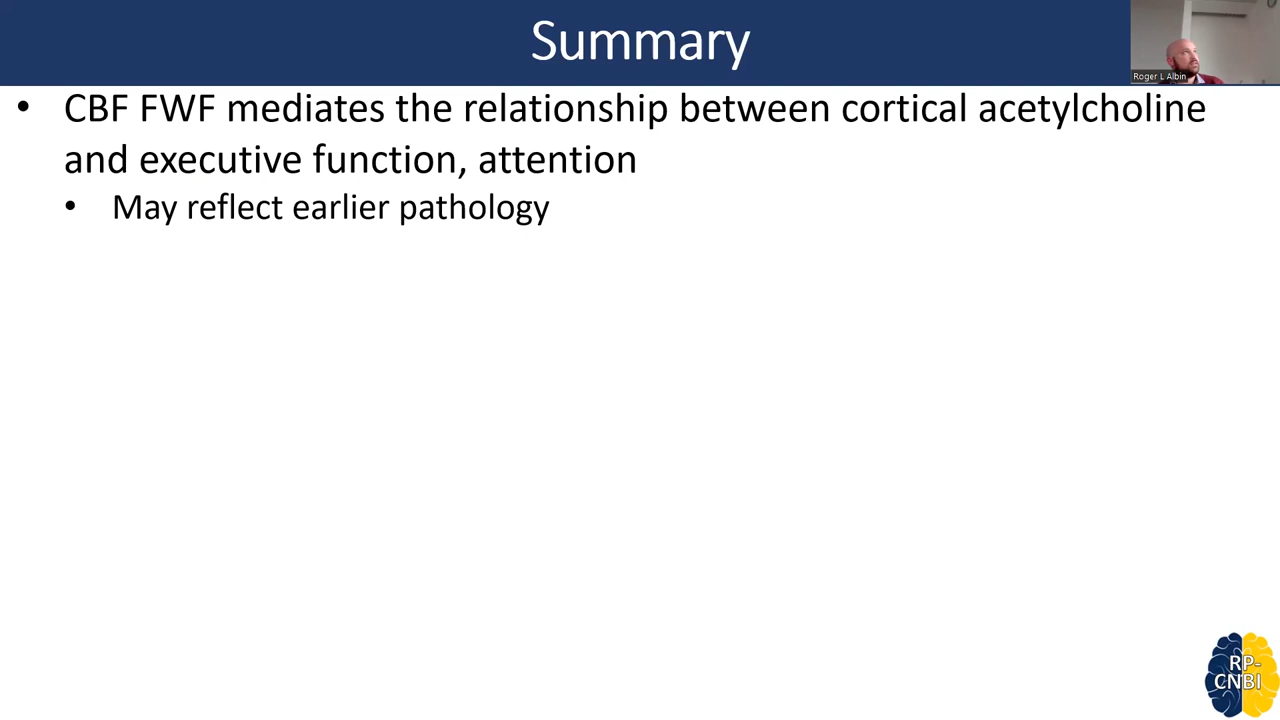 Summary
Roger L Albin
• CBF FWF mediates the relationship between cortical acetylcholine
and executive function, attention
• May reflect earlier pathology
RP-
CNBI